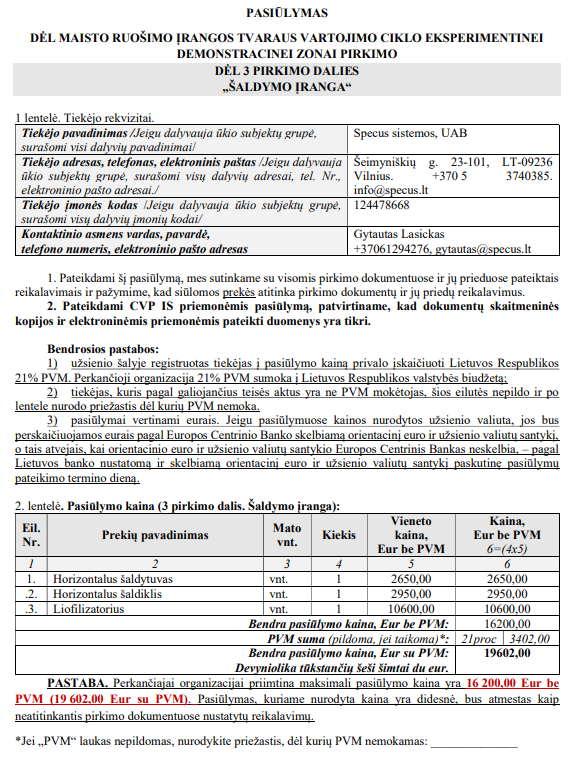 PASIŪLYMAS
DĖL MAISTO RUOŠIMO ĮRANGOS TVARAUS VARTOJIMO CIKLO EKSPERIMENTINEI
DEMONSTRACINEI ZONAI PIRKIMO
DĖL 3 PIRKIMO DALIES
„ŠALDYMO ĮRANGA“
1 lentelė. Tiekėjo rekvizitai.
Tiekėjo pavadinimas /Jeigu dalyvauja ūkio subjektų grupė, surašomi visi dalyvių pavadinimai/ Specus sistemos, UAB
Tiekėjo adresas, telefonas, elektroninis paštas /Jeigu dalyvauja ūkio subjektų grupė, surašomi visų dalyvių adresai, tel. Nr., elektroninio pašto adresai./ Šeimyniškių g. 23-101, LT-09236 Vilnius. +370 5 3740385. info@specus.lt
Tiekėjo įmonės kodas /Jeigu dalyvauja ūkio subjektų grupė, surašomi visų dalyvių įmonių kodai/ 124478668
Kontaktinio asmens vardas, pavardė, telefono numeris, elektroninio pašto adresas Gytautas Lasickas +37061294276, gytautas@specus.lt
1. Pateikdami šį pasiūlymą, mes sutinkame su visomis pirkimo dokumentuose ir jų prieduose pateiktais
reikalavimais ir pažymime, kad siūlomos prekės atitinka pirkimo dokumentų ir jų priedų reikalavimus.
2. Pateikdami CVP IS priemonėmis pasiūlymą, patvirtiname, kad dokumentų skaitmeninės
kopijos ir elektroninėmis priemonėmis pateikti duomenys yra tikri.
Bendrosios pastabos:
1) užsienio šalyje registruotas tiekėjas į pasiūlymo kainą privalo įskaičiuoti Lietuvos Respublikos
21% PVM. Perkančioji organizacija 21% PVM sumoka į Lietuvos Respublikos valstybės biudžetą;
2) tiekėjas, kuris pagal galiojančius teisės aktus yra ne PVM mokėtojas, šios eilutės nepildo ir po
lentele nurodo priežastis dėl kurių PVM nemoka.
3) pasiūlymai vertinami eurais. Jeigu pasiūlymuose kainos nurodytos užsienio valiuta, jos bus
perskaičiuojamos eurais pagal Europos Centrinio Banko skelbiamą orientacinį euro ir užsienio valiutų santykį,
o tais atvejais, kai orientacinio euro ir užsienio valiutų santykio Europos Centrinis Bankas neskelbia, – pagal
Lietuvos banko nustatomą ir skelbiamą orientacinį euro ir užsienio valiutų santykį paskutinę pasiūlymų
pateikimo termino dieną.
2. lentelė. Pasiūlymo kaina (3 pirkimo dalis. Šaldymo įranga):
Eil. Nr. Prekių pavadinimas Mato vnt. Kiekis Vieneto kaina, Eur be PVM Kaina, Eur be PVM 6=(4x5)
1 2 3 4 5 6
1. Horizontalus šaldytuvas vnt. 1 2650,00 2650,00
.2. Horizontalus šaldiklis vnt. 1 2950,00 2950,00
.3. Liofilizatorius vnt. 1 10600,00 10600,00
Bendra pasiūlymo kaina, Eur be PVM: 16200,00
PVM suma (pildoma, jei taikoma)*: 21proc 3402,00
Bendra pasiūlymo kaina, Eur su PVM: 19602,00
Devyniolika tūkstančių šeši šimtai du eur.
PASTABA. Perkančiajai organizacijai priimtina maksimali pasiūlymo kaina yra 16 200,00 Eur be
PVM (19 602,00 Eur su PVM). Pasiūlymas, kuriame nurodyta kaina yra didesnė, bus atmestas kaip
neatitinkantis pirkimo dokumentuose nustatytų reikalavimų.
*Jei „PVM“ laukas nepildomas, nurodykite priežastis, dėl kurių PVM nemokamas: ______________